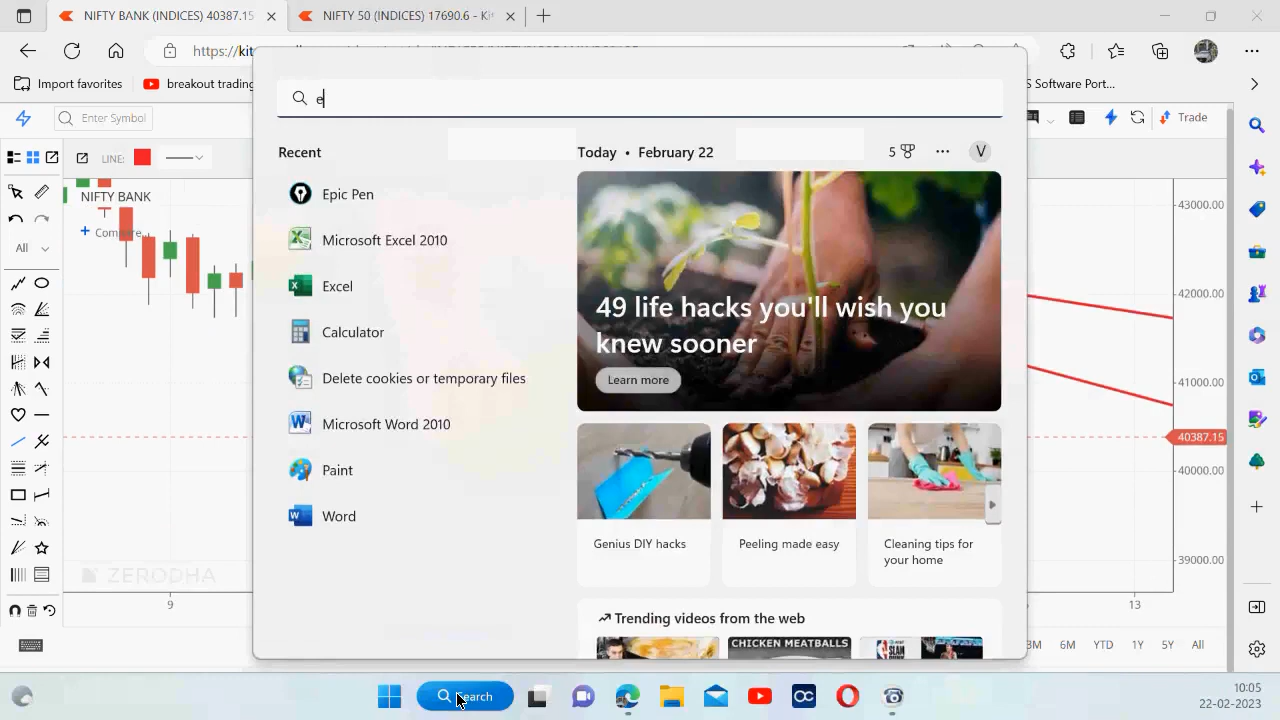 NIFTY BANK (INDICES) 40387.15
NIFTY 50 (INDICES) 17690.6 - Kit
https://kit
Import favorites
breakout trading
S Software Port...
Enter Symbol
Trade
LINE:
NIFTY BANK
Compare
All
e
Recent
Epic Pen
Microsoft Excel 2010
Excel
Calculator
Delete cookies or temporary files
Microsoft Word 2010
Paint
Word
Today • February 22
5
V
49 life hacks you'll wish you
knew sooner
Learn more
Genius DIY hacks
Peeling made easy
Cleaning tips for
your home
Trending videos from the web
CHICKEN MEATBALLS
SLAM
43000.00
42000.00
41000.00
40387.15
40000.00
39000.00
ZERODHA
9
13
3M
6M
YTD
1Y
5Y
All
Search
10:05
22-02-2023